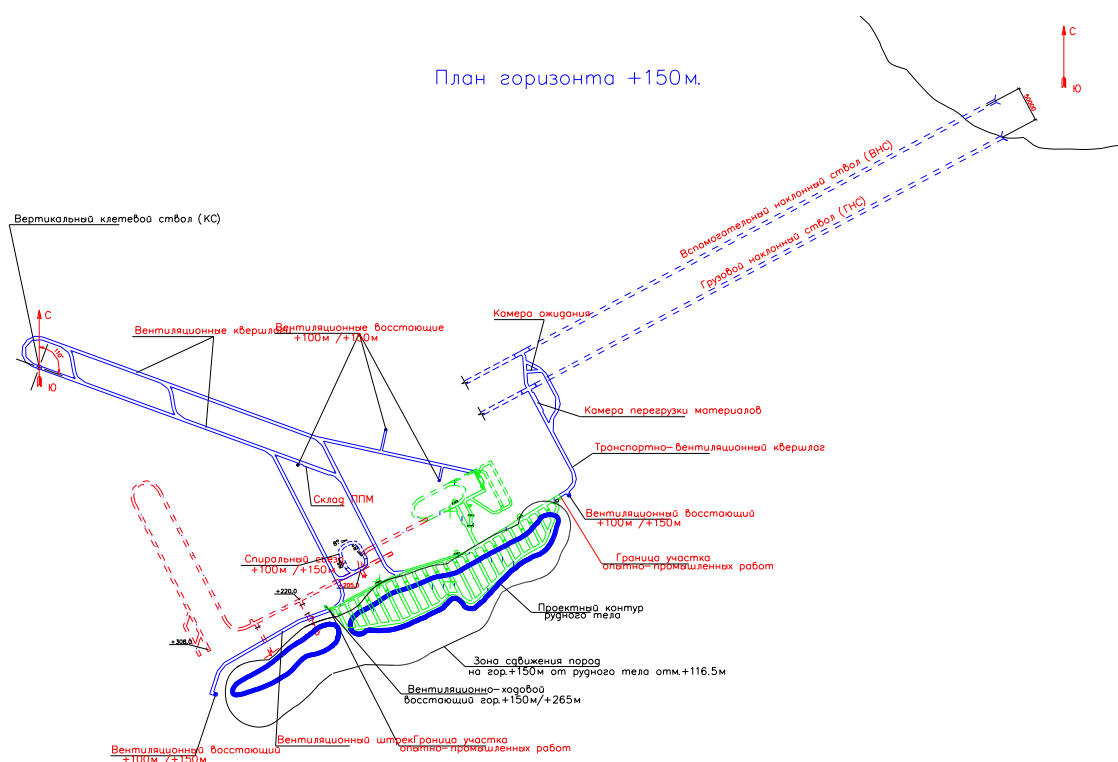 С
План горизонта +150м.
Ю
5000
Вспомогательный наклонный ствол (ВНС)
Грузовой наклонный ствол (ГНС)
Вертикальный клетевой ствол (КС)
С
Вентиляционные квершлаги
Вентиляционные восстающие
+100м /+150м
Камера ожидания
110°
Ю
Камера перегрузки материалов
Транспортно-вентиляционный квершлаг
Склад ППМ
Вентиляционный восстающий
+100м /+150м
Спиральный съезд
+100м /+150м
Граница участка
опытно-промышленных работ
+205,0
+220,0
Проектный контур
рудного тела
+308,0
Зона сдвижения пород
на гор.+150м от рудного тела отм.+116.5м
Вентиляционно-ходовой
восстающий гор.+150м/+265м
Вентиляционный штрек
Граница участка
опытно-промышленных работ
Вентиляционный восстающий
+100м /+150м